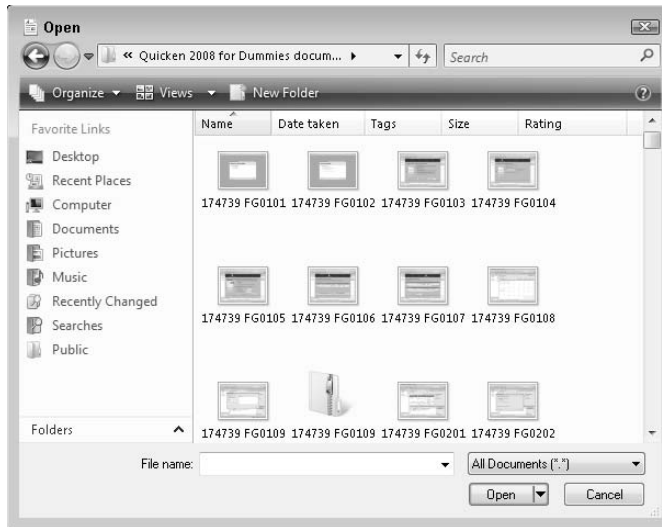 Open
« Quicken 2008 for Dummies docum...
Search
Organize Views New Folder
Favorite Links
Name Date taken Tags Size Rating
Desktop
Recent Places
Computer
Documents
Pictures
Music
Recently Changed
Searches
Public
Folders
174739 FG0101 174739 FG0102 174739 FG0103 174739 FG0104
174739 FG0105 174739 FG0106 174739 FG0107 174739 FG0108
174739 FG0109 174739 FG0109 174739 FG0201 174739 FG0202
File name:
All Documents (*.*)
Open Cancel